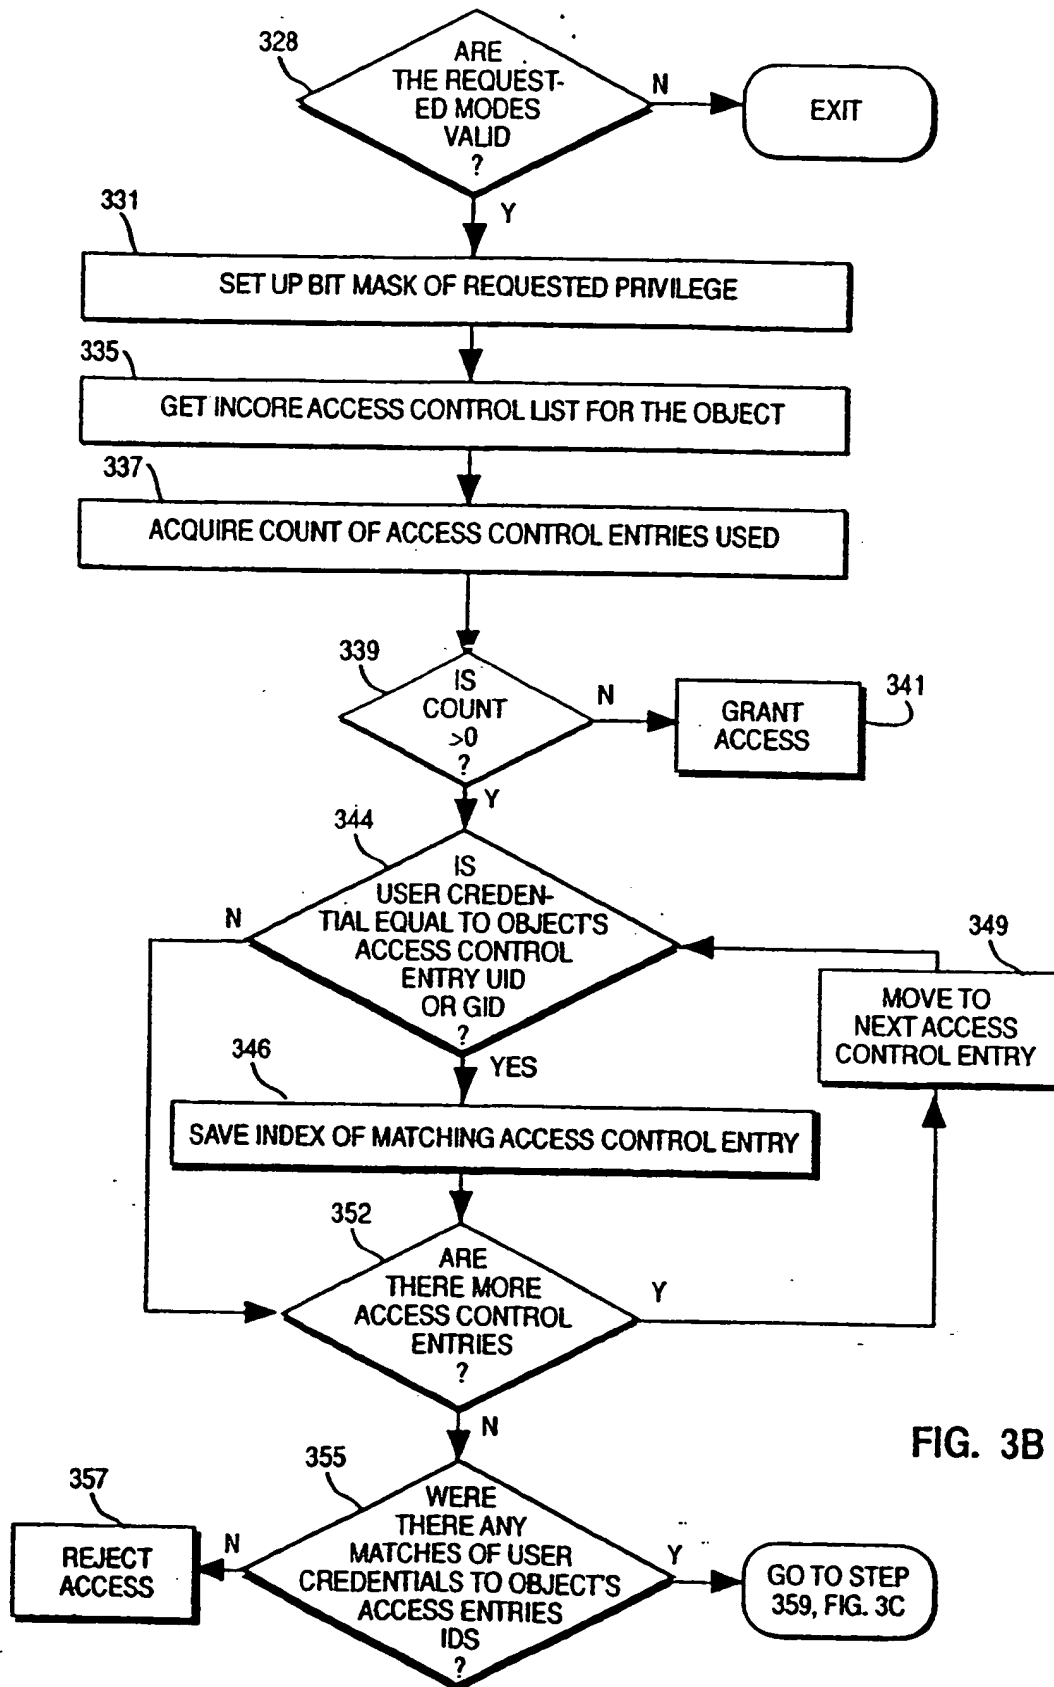 328
ARE
THE REQUEST-
ED MODES
VALID
?
N
EXIT
Y
331
SET UP BIT MASK OF REQUESTED PRIVILEGE
335
GET INCORE ACCESS CONTROL LIST FOR THE OBJECT
337
ACQUIRE COUNT OF ACCESS CONTROL ENTRIES USED
339
IS
COUNT
>0
?
N
GRANT
ACCESS
341
Y
344
IS
USER CREDEN-
TIAL EQUAL TO OBJECT'S
ACCESS CONTROL
ENTRY UID
OR GID
?
N
349
MOVE TO
NEXT ACCESS
CONTROL ENTRY
YES
346
SAVE INDEX OF MATCHING ACCESS CONTROL ENTRY
352
ARE
THERE MORE
ACCESS CONTROL
ENTRIES
?
Y
N
FIG. 3B
355
WERE
THERE ANY
MATCHES OF USER
CREDENTIALS TO OBJECT'S
ACCESS ENTRIES
IDS
?
357
N
REJECT
ACCESS
Y
GO TO STEP
359, FIG. 3C